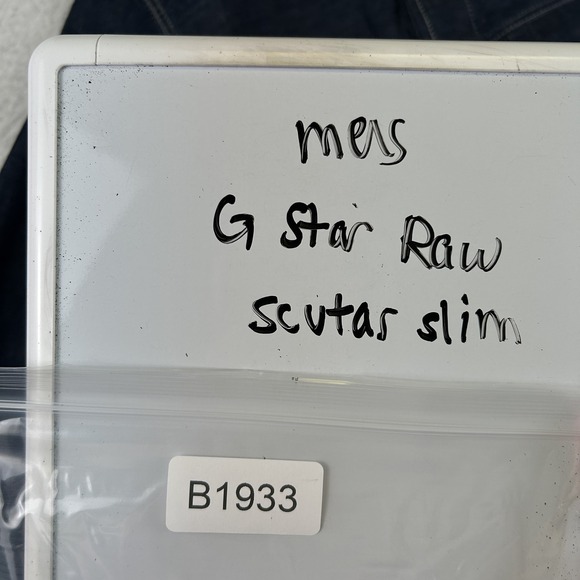 mens
G Star Raw
scutar slim
B1933